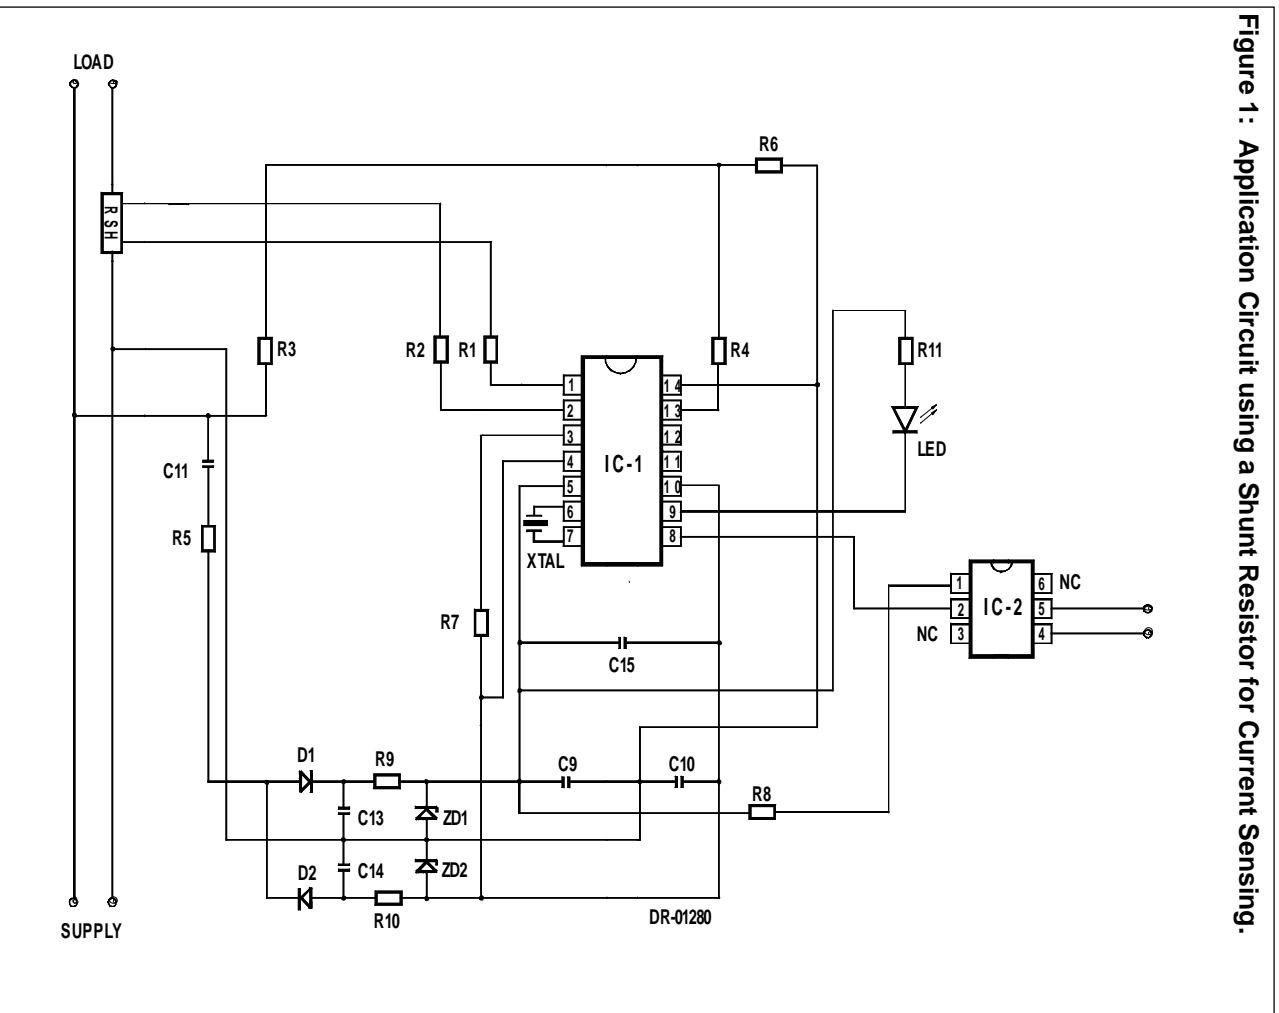 Figure 1: Application Circuit using a Shunt Resistor for Current Sensing.
LOAD
R6
RSH
R3
R2
R1
R4
R11
1
2
3
4
5
6
7
IC-1
14
13
12
11
10
9
8
LED
C11
R5
XTAL
R7
C15
1
2
NC
3
IC-2
6
NC
5
4
D1
R9
C9
C10
R8
C13
ZD1
D2
C14
ZD2
R10
DR-01280
SUPPLY